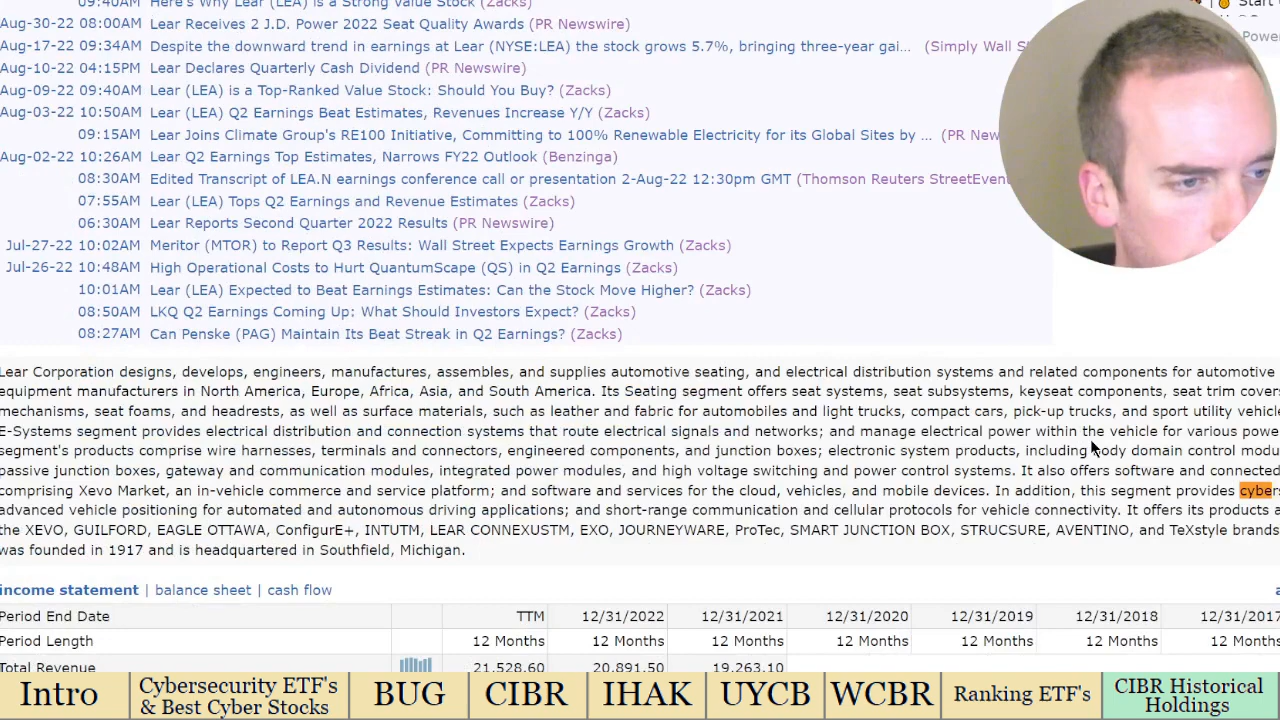 09:40AM Here's Why Lear (LEA) is a Strong Value Stock (Zacks)
Start
Aug-30-22 08:00AM Lear Receives 2 J.D. Power 2022 Seat Quality Awards (PR Newswire)
Power
Aug-17-22 09:34AM Despite the downward trend in earnings at Lear (NYSE:LEA) the stock grows 5.7%, bringing three-year gai... (Simply Wall S
Aug-10-22 04:15PM Lear Declares Quarterly Cash Dividend (PR Newswire)
Aug-09-22 09:40AM Lear (LEA) is a Top-Ranked Value Stock: Should You Buy? (Zacks)
Aug-03-22 10:50AM Lear (LEA) Q2 Earnings Beat Estimates, Revenues Increase Y/Y (Zacks)
09:15AM Lear Joins Climate Group's RE100 Initiative, Committing to 100% Renewable Electricity for its Global Sites by ... (PR New
Aug-02-22 10:26AM Lear Q2 Earnings Top Estimates, Narrows FY22 Outlook (Benzinga)
08:30AM Edited Transcript of LEA.N earnings conference call or presentation 2-Aug-22 12:30pm GMT (Thomson Reuters StreetEven
07:55AM Lear (LEA) Tops Q2 Earnings and Revenue Estimates (Zacks)
06:30AM Lear Reports Second Quarter 2022 Results (PR Newswire)
Jul-27-22 10:02AM Meritor (MTOR) to Report Q3 Results: Wall Street Expects Earnings Growth (Zacks)
Jul-26-22 10:48AM High Operational Costs to Hurt QuantumScape (QS) in Q2 Earnings (Zacks)
10:01AM Lear (LEA) Expected to Beat Earnings Estimates: Can the Stock Move Higher? (Zacks)
08:50AM LKQ Q2 Earnings Coming Up: What Should Investors Expect? (Zacks)
08:27AM Can Penske (PAG) Maintain Its Beat Streak in Q2 Earnings? (Zacks)
Lear Corporation designs, develops, engineers, manufactures, assembles, and supplies automotive seating, and electrical distribution systems and related components for automotive
equipment manufacturers in North America, Europe, Africa, Asia, and South America. Its Seating segment offers seat systems, seat subsystems, keyseat components, seat trim cover
mechanisms, seat foams, and headrests, as well as surface materials, such as leather and fabric for automobiles and light trucks, compact cars, pick-up trucks, and sport utility vehicl
E-Systems segment provides electrical distribution and connection systems that route electrical signals and networks; and manage electrical power within the vehicle for various powe
segment's products comprise wire harnesses, terminals and connectors, engineered components, and junction boxes; electronic system products, including body domain control modu
passive junction boxes, gateway and communication modules, integrated power modules, and high voltage switching and power control systems. It also offers software and connected
comprising Xevo Market, an in-vehicle commerce and service platform; and software and services for the cloud, vehicles, and mobile devices. In addition, this segment provides cybers
advanced vehicle positioning for automated and autonomous driving applications; and short-range communication and cellular protocols for vehicle connectivity. It offers its products a
the XEVO, GUILFORD, EAGLE OTTAWA, ConfigurE+, INTUTM, LEAR CONNEXUSTM, EXO, JOURNEYWARE, ProTec, SMART JUNCTION BOX, STRUCSURE, AVENTINO, and TeXstyle brands
was founded in 1917 and is headquartered in Southfield, Michigan.
income statement | balance sheet | cash flow
Period End Date TTM 12/31/2022 12/31/2021 12/31/2020 12/31/2019 12/31/2018 12/31/2017
Period Length 12 Months 12 Months 12 Months 12 Months 12 Months 12 Months
Total Revenue 21,528.60 20,891.50 19,263.10
Intro
Cybersecurity ETF's
& Best Cyber Stocks
BUG
CIBR
IHAK
UYCB
WCBR
Ranking ETF's
CIBR Historical
Holdings